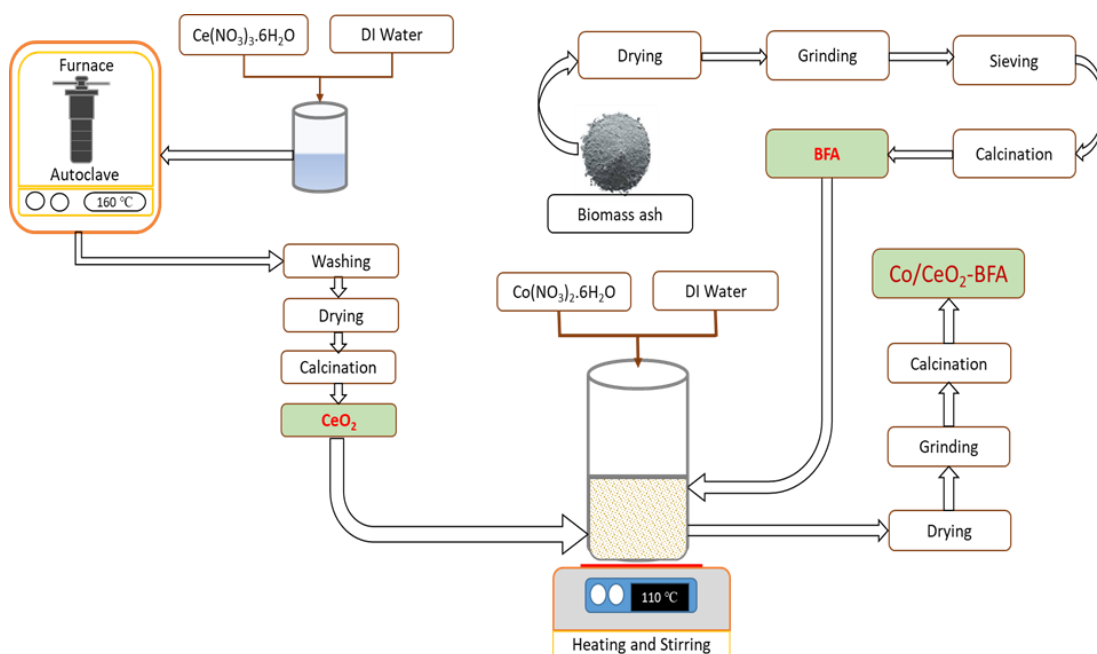 Ce(NO₃)₃.6H₂O
DI Water
Furnace
Autoclave
160 ℃
Washing
Drying
Calcination
CeO₂
Drying
Grinding
Sieving
Calcination
BFA
Biomass ash
Co(NO₃)₂.6H₂O
DI Water
110 ℃
Heating and Stirring
Co/CeO₂-BFA
Calcination
Grinding
Drying